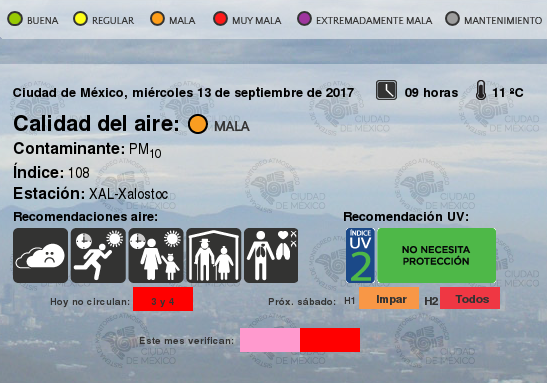 BUENA REGULAR MALA MUY MALA EXTREMADAMENTE MALA MANTENIMIENTO
Ciudad de México, miércoles 13 de septiembre de 2017 09 horas 11 ºC
Calidad del aire: MALA
Contaminante: PM10
Índice: 108
Estación: XAL-Xalostoc
Recomendaciones aire: Recomendación UV:
ÍNDICE
UV
2
NO NECESITA
PROTECCIÓN
Hoy no circulan: 3 y 4 Próx. sábado: H1 Impar H2 Todos
Este mes verifican:
CIUDAD
DE MÉXICO